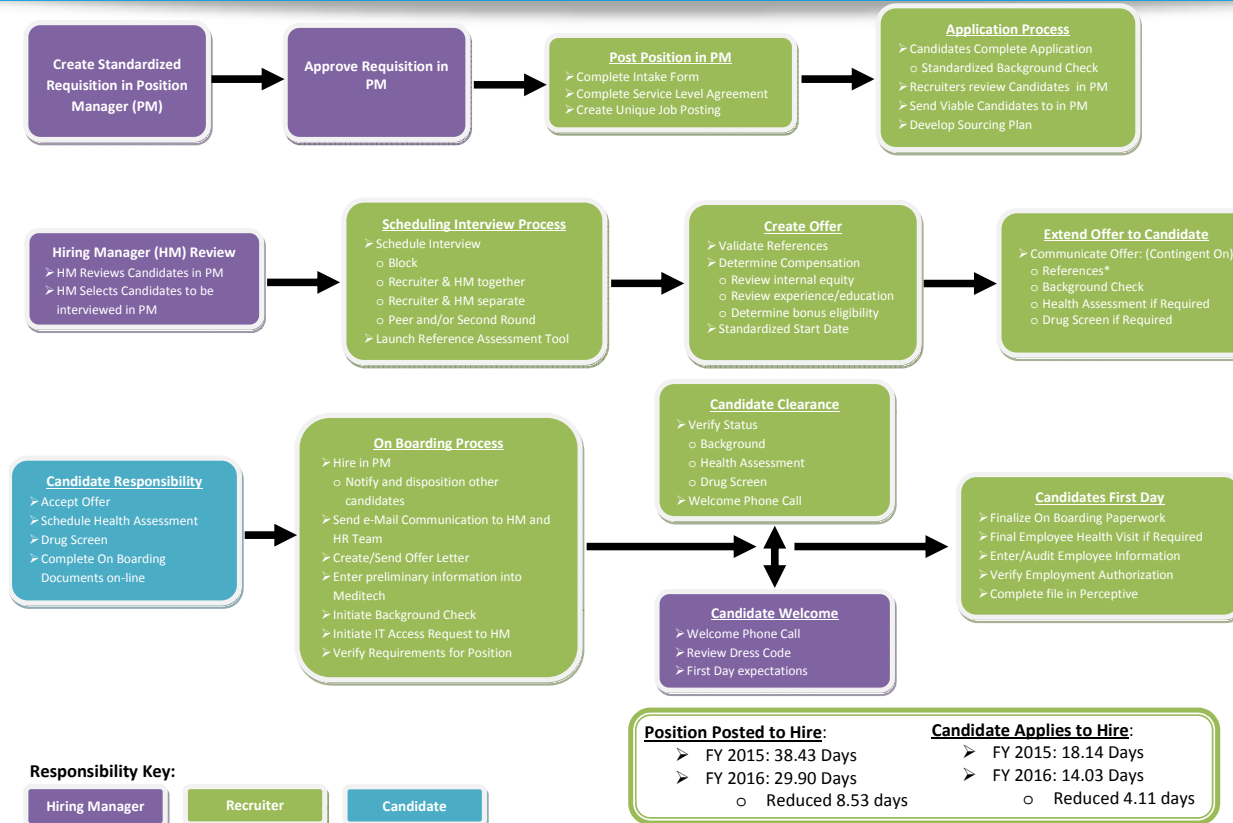 Create Standardized
Requisition in Position
Manager (PM)
Approve Requisition in
PM
Post Position in PM
➢ Complete Intake Form
➢ Complete Service Level Agreement
➢ Create Unique Job Posting
Application Process
➢ Candidates Complete Application
o Standardized Background Check
➢ Recruiters review Candidates in PM
➢ Send Viable Candidates to in PM
➢ Develop Sourcing Plan
Hiring Manager (HM) Review
➢ HM Reviews Candidates in PM
➢ HM Selects Candidates to be
interviewed in PM
Scheduling Interview Process
➢ Schedule Interview
o Block
o Recruiter & HM together
o Recruiter & HM separate
o Peer and/or Second Round
➢ Launch Reference Assessment Tool
Create Offer
➢ Validate References
➢ Determine Compensation
o Review internal equity
o Review experience/education
o Determine bonus eligibility
➢ Standardized Start Date
Extend Offer to Candidate
➢ Communicate Offer: (Contingent On)
o References*
o Background Check
o Health Assessment if Required
o Drug Screen if Required
Candidate Responsibility
➢ Accept Offer
➢ Schedule Health Assessment
➢ Drug Screen
➢ Complete On Boarding
Documents on-line
On Boarding Process
➢ Hire in PM
o Notify and disposition other
candidates
➢ Send e-Mail Communication to HM and
HR Team
➢ Create/Send Offer Letter
➢ Enter preliminary information into
Meditech
➢ Initiate Background Check
➢ Initiate IT Access Request to HM
➢ Verify Requirements for Position
Candidate Clearance
➢ Verify Status
o Background
o Health Assessment
o Drug Screen
➢ Welcome Phone Call
Candidate Welcome
➢ Welcome Phone Call
➢ Review Dress Code
➢ First Day expectations
Candidates First Day
➢ Finalize On Boarding Paperwork
➢ Final Employee Health Visit if Required
➢ Enter/Audit Employee Information
➢ Verify Employment Authorization
➢ Complete file in Perceptive
Position Posted to Hire:
➢ FY 2015: 38.43 Days
➢ FY 2016: 29.90 Days
o Reduced 8.53 days
Candidate Applies to Hire:
➢ FY 2015: 18.14 Days
➢ FY 2016: 14.03 Days
o Reduced 4.11 days
Responsibility Key:
Hiring Manager
Recruiter
Candidate